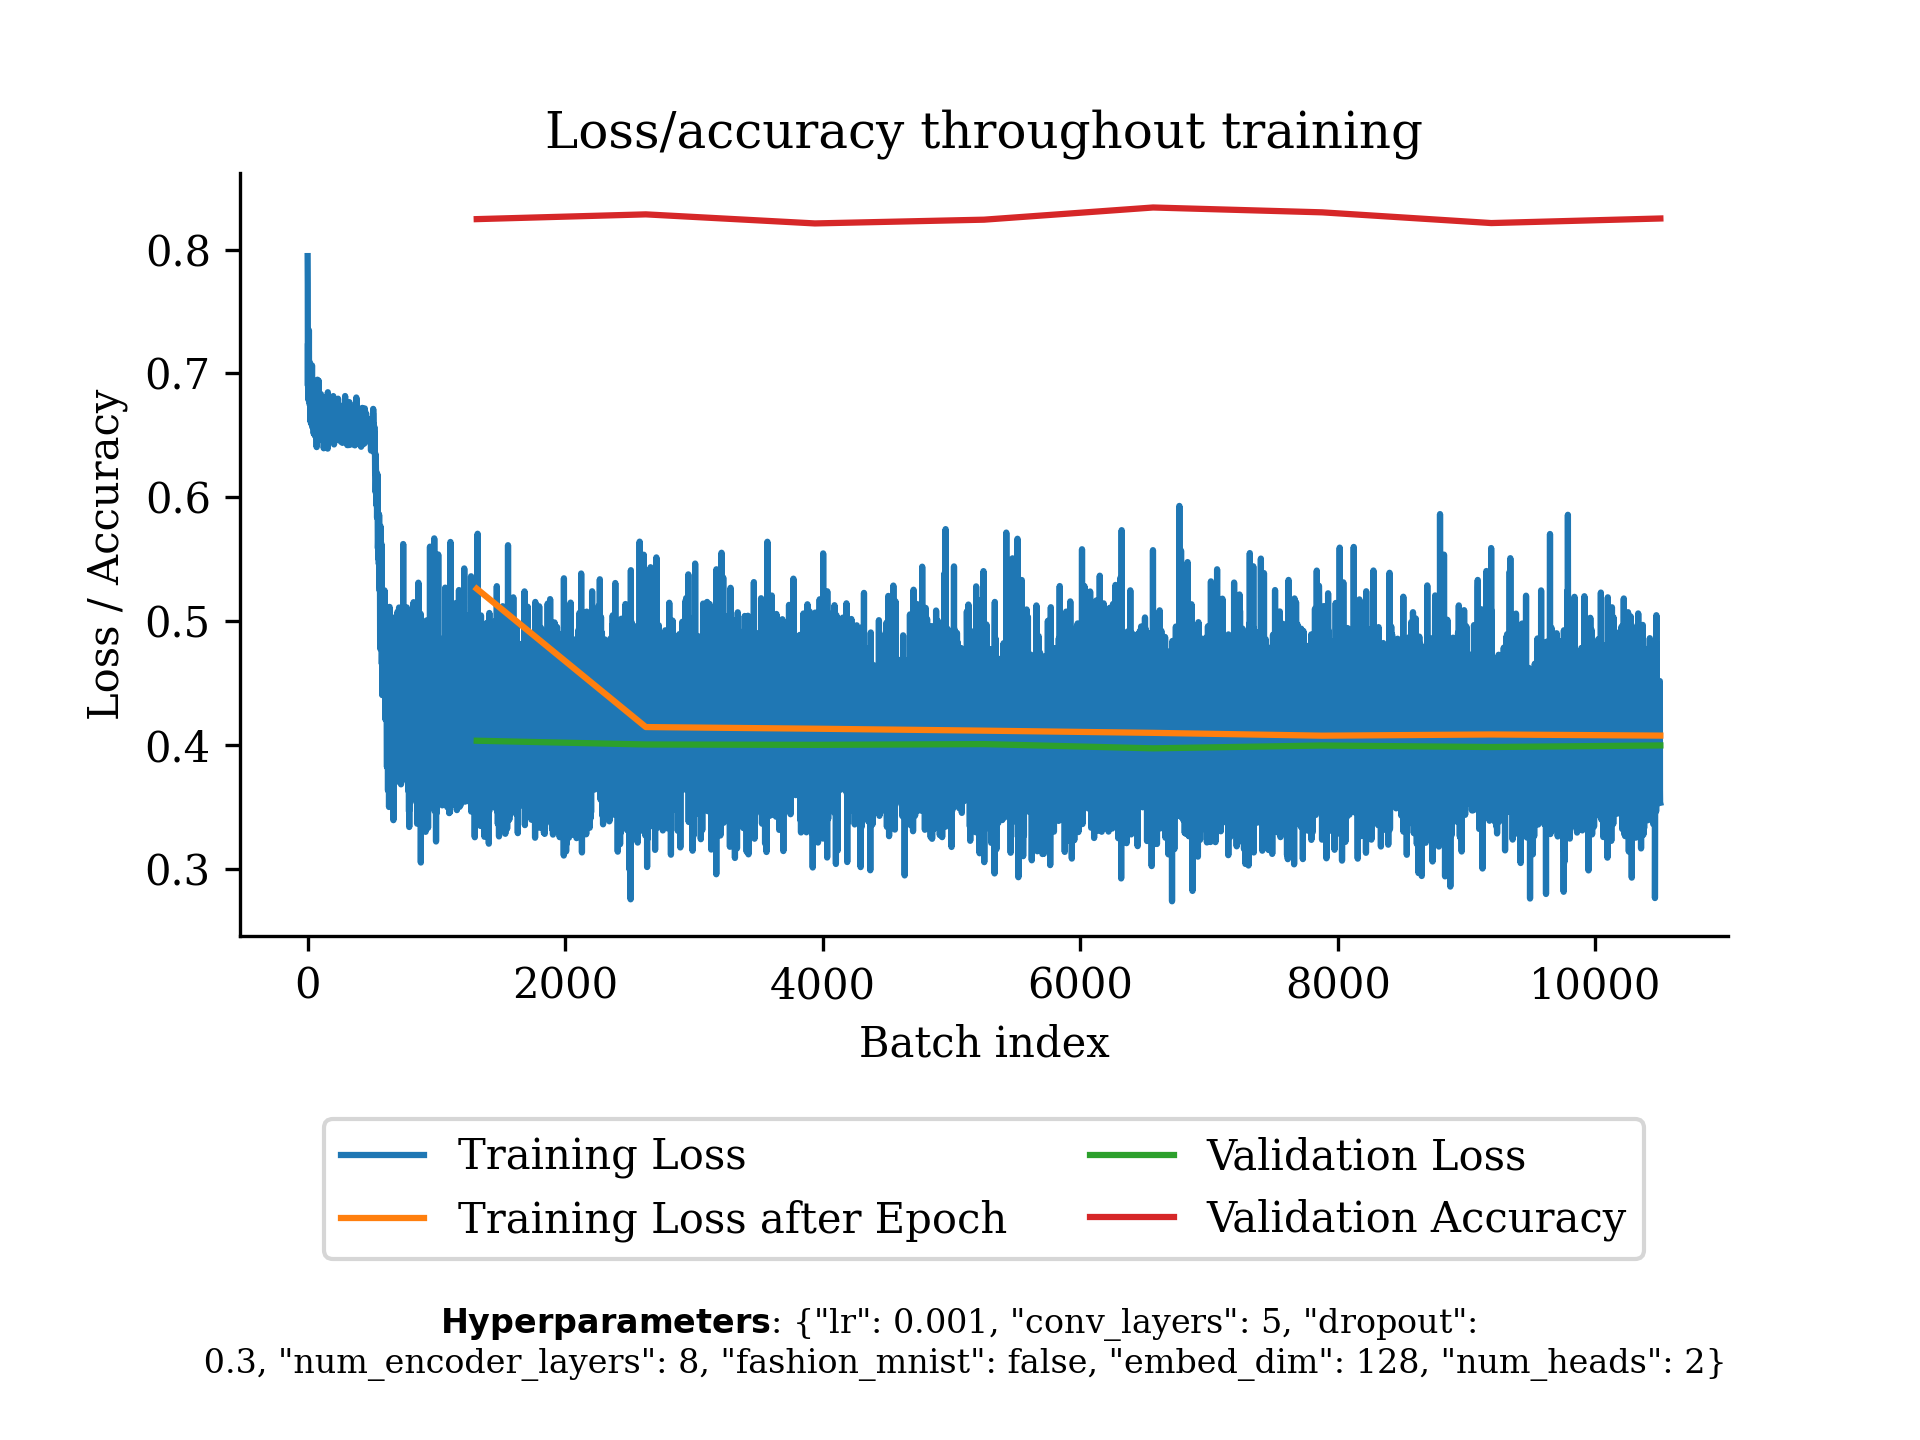 Loss/accuracy throughout training
Loss / Accuracy
0.8
0.7
0.6
0.5
0.4
0.3
0 2000 4000 6000 8000 10000
Batch index
Training Loss
Training Loss after Epoch
Validation Loss
Validation Accuracy
Hyperparameters: {"lr": 0.001, "conv_layers": 5, "dropout":
0.3, "num_encoder_layers": 8, "fashion_mnist": false, "embed_dim": 128, "num_heads": 2}